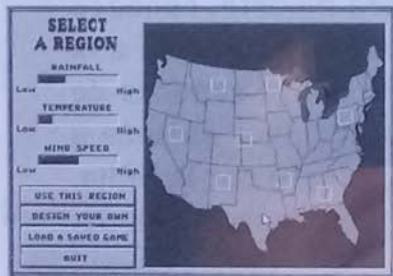 SELECT
A REGION
RAINFALL
Low High
TEMPERATURE
Low High
WIND SPEED
Low High
USE THIS REGION
DESIGN YOUR OWN
LOAD A SAVED GAME
QUIT